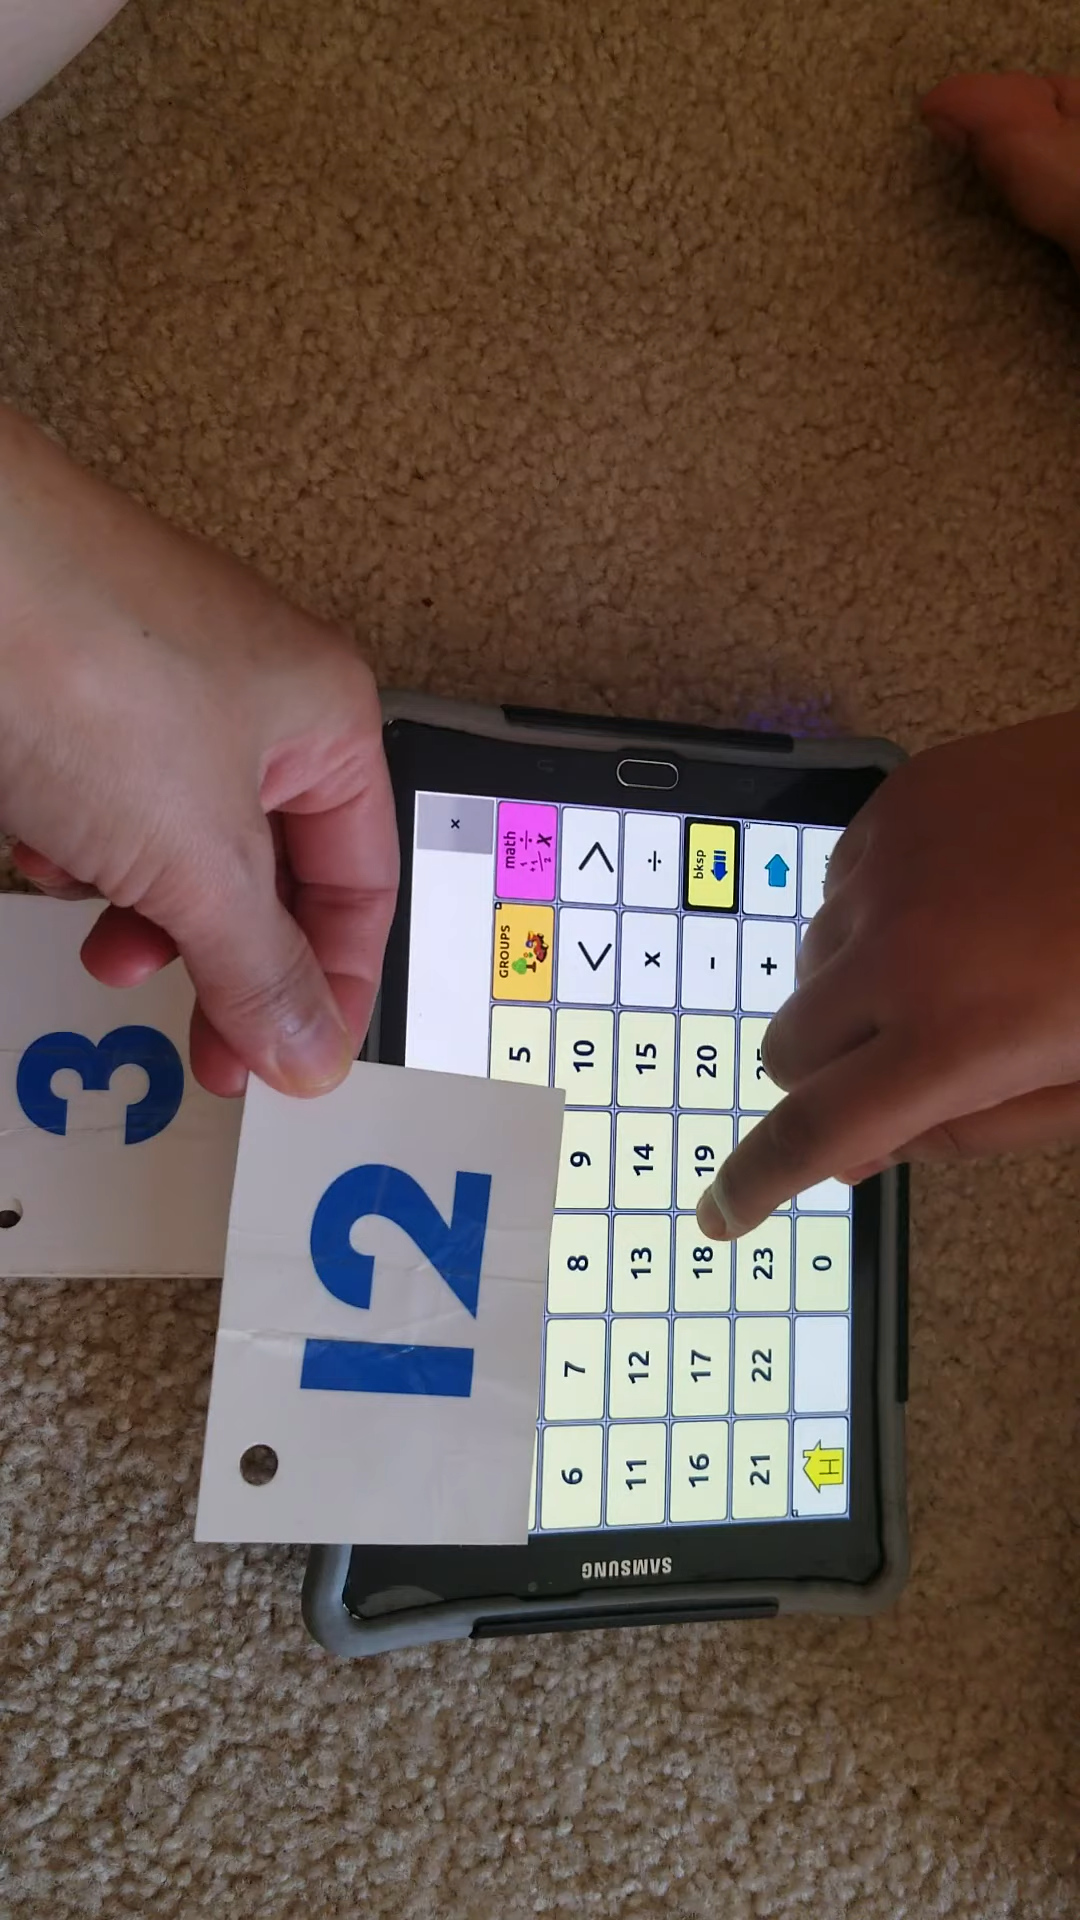 3
12
x
5 GROUPS math
6 7 8 9 10 < >
11 12 13 14 15 x ÷
16 17 18 19 20 - bksp
21 22 23 +
H 0
SAMSUNG